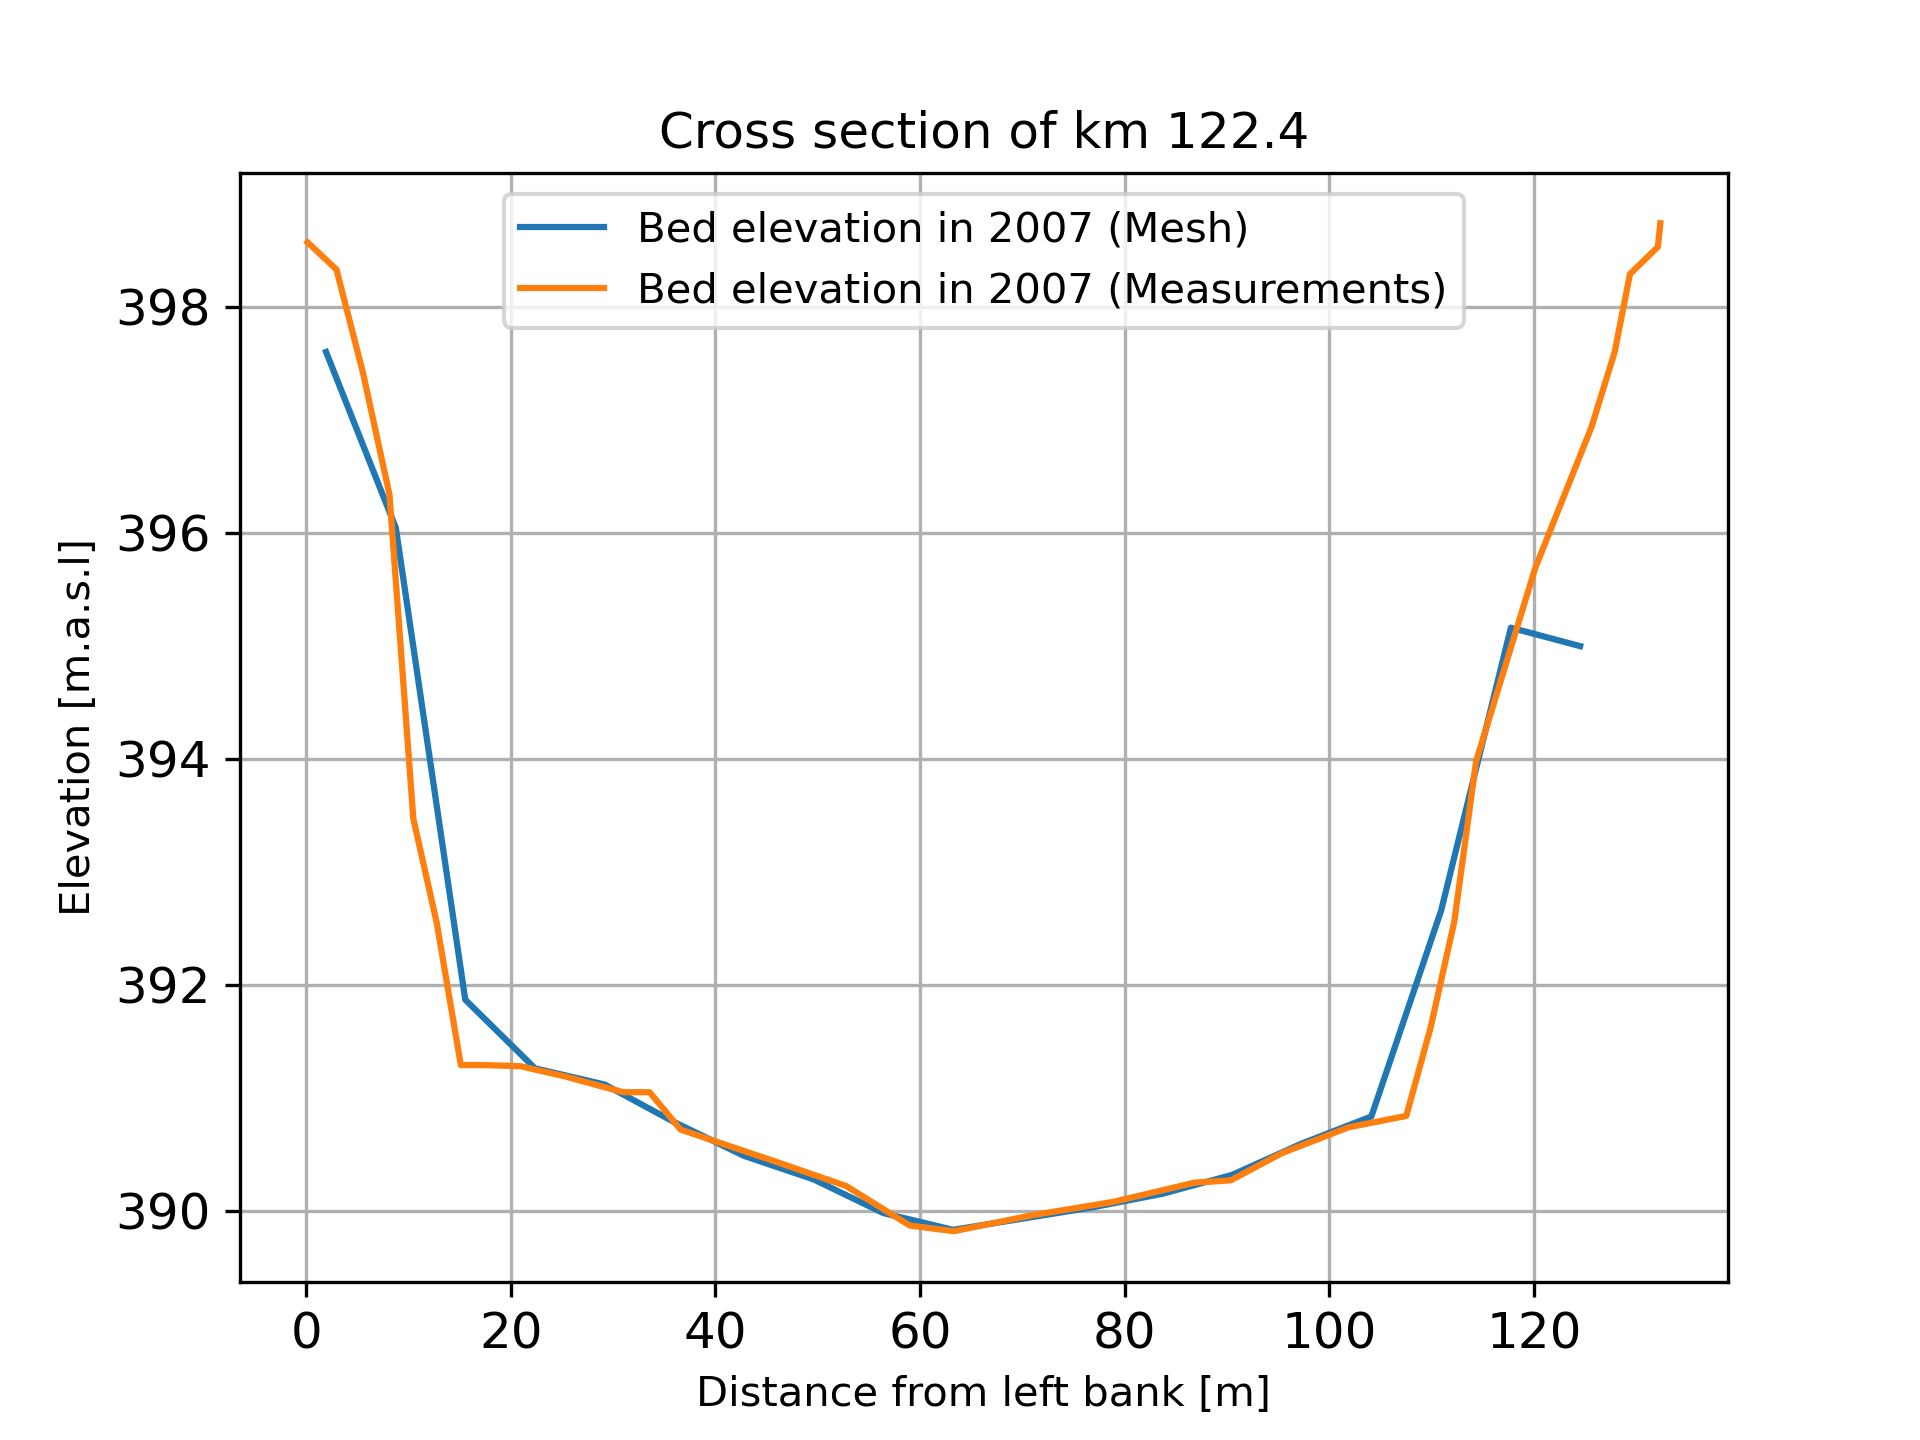 Cross section of km 122.4
Bed elevation in 2007 (Mesh)
Bed elevation in 2007 (Measurements)
Elevation [m.a.s.l]
398
396
394
392
390
0 20 40 60 80 100 120
Distance from left bank [m]